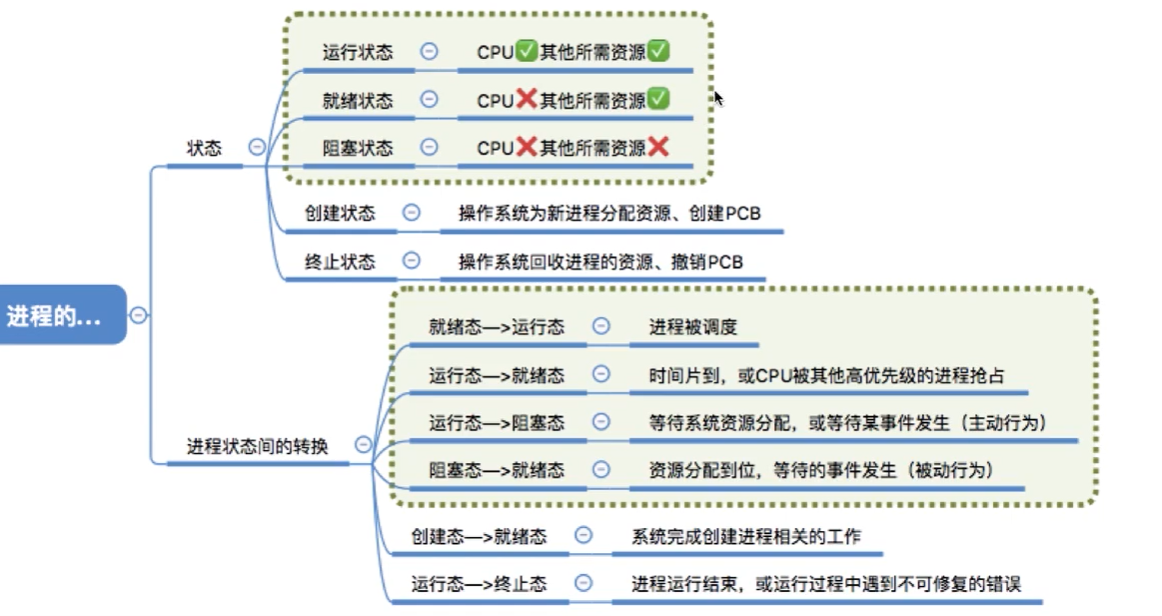 运行状态 CPU✅其他所需资源✅
就绪状态 CPU❌其他所需资源✅
状态
阻塞状态 CPU❌其他所需资源❌
创建状态 操作系统为新进程分配资源、创建PCB
终止状态 操作系统回收进程的资源、撤销PCB
进程的...
就绪态—>运行态 进程被调度
运行态—>就绪态 时间片到，或CPU被其他高优先级的进程抢占
运行态—>阻塞态 等待系统资源分配，或等待某事件发生（主动行为）
进程状态间的转换
阻塞态—>就绪态 资源分配到位，等待的事件发生（被动行为）
创建态—>就绪态 系统完成创建进程相关的工作
运行态—>终止态 进程运行结束，或运行过程中遇到不可修复的错误